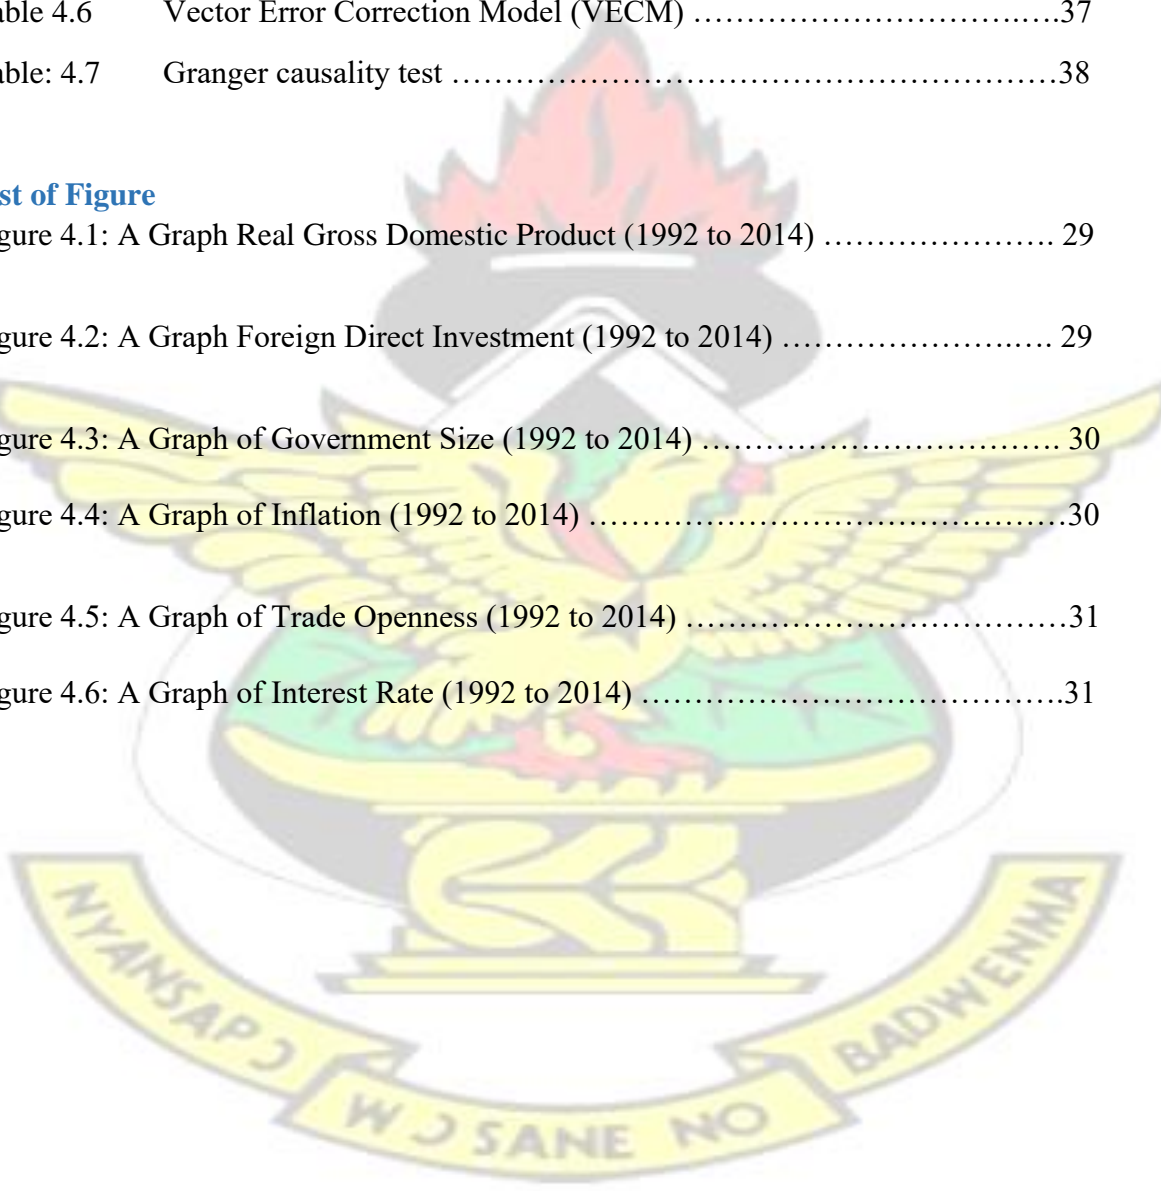 able 4.6 Vector Error Correction Model (VECM) …………………………..….37
able: 4.7 Granger causality test …………………………………………………38
st of Figure
gure 4.1: A Graph Real Gross Domestic Product (1992 to 2014) …………………. 29
gure 4.2: A Graph Foreign Direct Investment (1992 to 2014) …………………..…. 29
gure 4.3: A Graph of Government Size (1992 to 2014) …………………………….. 30
gure 4.4: A Graph of Inflation (1992 to 2014) ………………………………………30
gure 4.5: A Graph of Trade Openness (1992 to 2014) ………………………………31
gure 4.6: A Graph of Interest Rate (1992 to 2014) ………………………………….31
NYANSAPƆ
WƆ SANE NO
BADWENMA